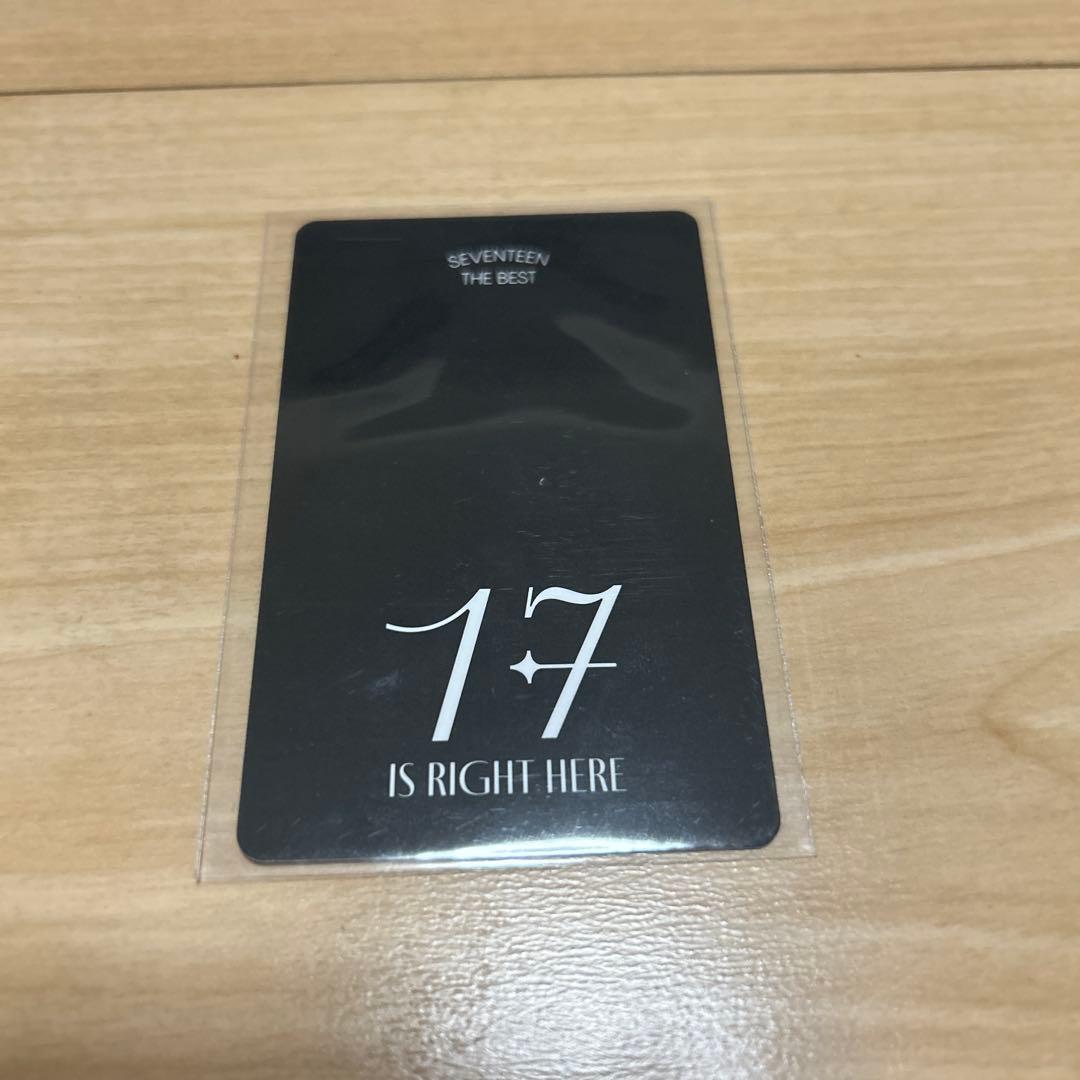 SEVENTEEN
THE BEST
17
IS RIGHT HERE